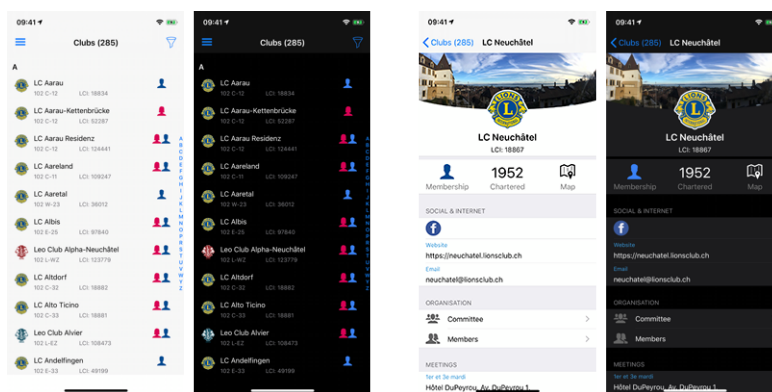 09:41
Clubs (285)
A
LC Aarau
102 C-12 LCI: 18834
LC Aarau-Kettenbrücke
102 C-12 LCI: 52287
LC Aarau Residenz
102 C-12 LCI: 124441
LC Aareland
102 C-11 LCI: 109247
LC Aaretal
102 W-23 LCI: 36012
LC Albis
102 E-25 LCI: 97840
Leo Club Alpha-Neuchâtel
102 L-WZ LCI: 123779
LC Altdorf
102 C-32 LCI: 18882
LC Alto Ticino
102 C-33 LCI: 18881
Leo Club Alvier
102 L-EZ LCI: 108473
LC Andelfingen
102 E-33 LCI: 49199
A
B
C
D
E
F
G
H
I
J
K
L
M
N
O
P
R
S
T
U
V
W
Y
Z
09:41
Clubs (285)
A
LC Aarau
102 C-12 LCI: 18834
LC Aarau-Kettenbrücke
102 C-12 LCI: 52287
LC Aarau Residenz
102 C-12 LCI: 124441
LC Aareland
102 C-11 LCI: 109247
LC Aaretal
102 W-23 LCI: 36012
LC Albis
102 E-25 LCI: 97840
Leo Club Alpha-Neuchâtel
102 L-WZ LCI: 123779
LC Altdorf
102 C-32 LCI: 18882
LC Alto Ticino
102 C-33 LCI: 18881
Leo Club Alvier
102 L-EZ LCI: 108473
LC Andelfingen
102 E-33 LCI: 49199
09:41
Clubs (285) LC Neuchâtel
LIONS
L
LC Neuchâtel
LCI: 18867
1952
Membership Chartered Map
SOCIAL & INTERNET
f
Website
https://neuchatel.lionsclub.ch
Email
neuchatel@lionsclub.ch
ORGANISATION
Committee
Members
MEETINGS
1er et 3e mardi
Hôtel DuPeyrou, Av. DuPeyrou 1,
09:41
Clubs (285) LC Neuchâtel
LIONS
L
LC Neuchâtel
LCI: 18867
1952
Membership Chartered Map
SOCIAL & INTERNET
f
Website
https://neuchatel.lionsclub.ch
Email
neuchatel@lionsclub.ch
ORGANISATION
Committee
Members
MEETINGS
1er et 3e mardi
Hôtel DuPeyrou, Av. DuPeyrou 1,